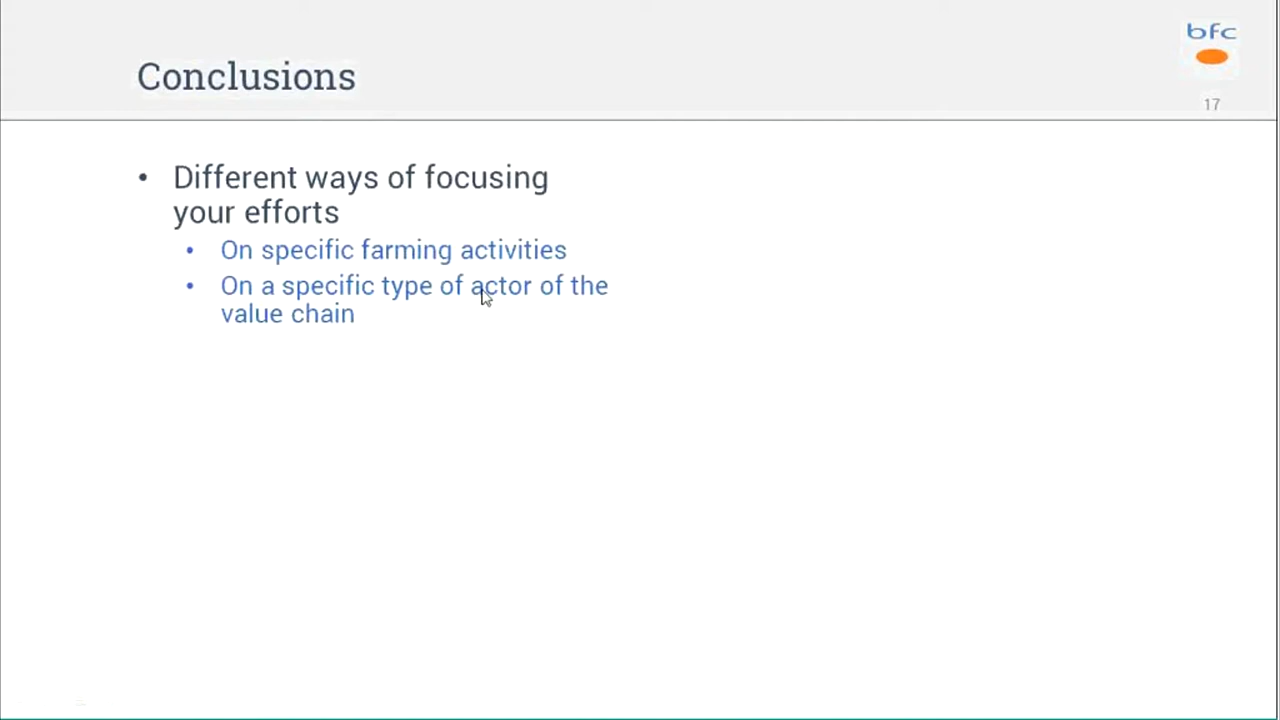 bfc
Conclusions
17
• Different ways of focusing
your efforts
• On specific farming activities
• On a specific type of actor of the
value chain